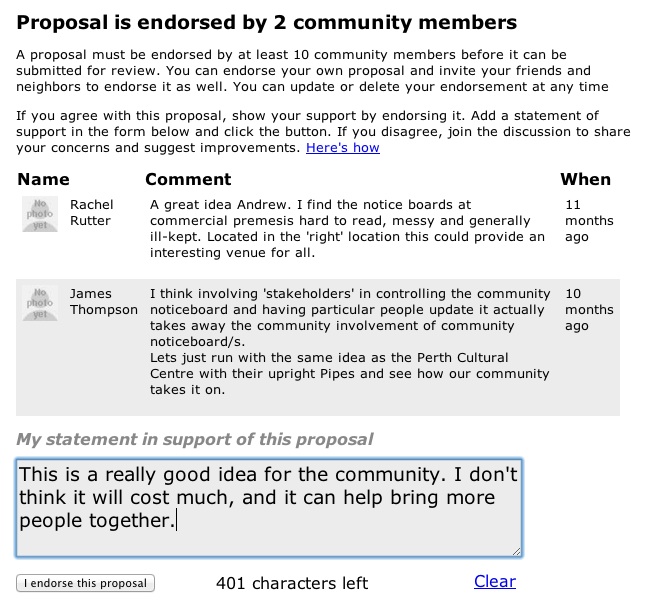 Proposal is endorsed by 2 community members
A proposal must be endorsed by at least 10 community members before it can be
submitted for review. You can endorse your own proposal and invite your friends and
neighbors to endorse it as well. You can update or delete your endorsement at any time
If you agree with this proposal, show your support by endorsing it. Add a statement of
support in the form below and click the button. If you disagree, join the discussion to share
your concerns and suggest improvements. Here's how
Name Comment When
No
photo
yet
Rachel
Rutter
A great idea Andrew. I find the notice boards at
commercial premesis hard to read, messy and generally
ill-kept. Located in the 'right' location this could provide an
interesting venue for all.
11
months
ago
No
photo
yet
James
Thompson
I think involving 'stakeholders' in controlling the community
noticeboard and having particular people update it actually
takes away the community involvement of community
noticeboard/s.
Lets just run with the same idea as the Perth Cultural
Centre with their upright Pipes and see how our community
takes it on.
10
months
ago
My statement in support of this proposal
This is a really good idea for the community. I don't
think it will cost much, and it can help bring more
people together.
I endorse this proposal 401 characters left Clear